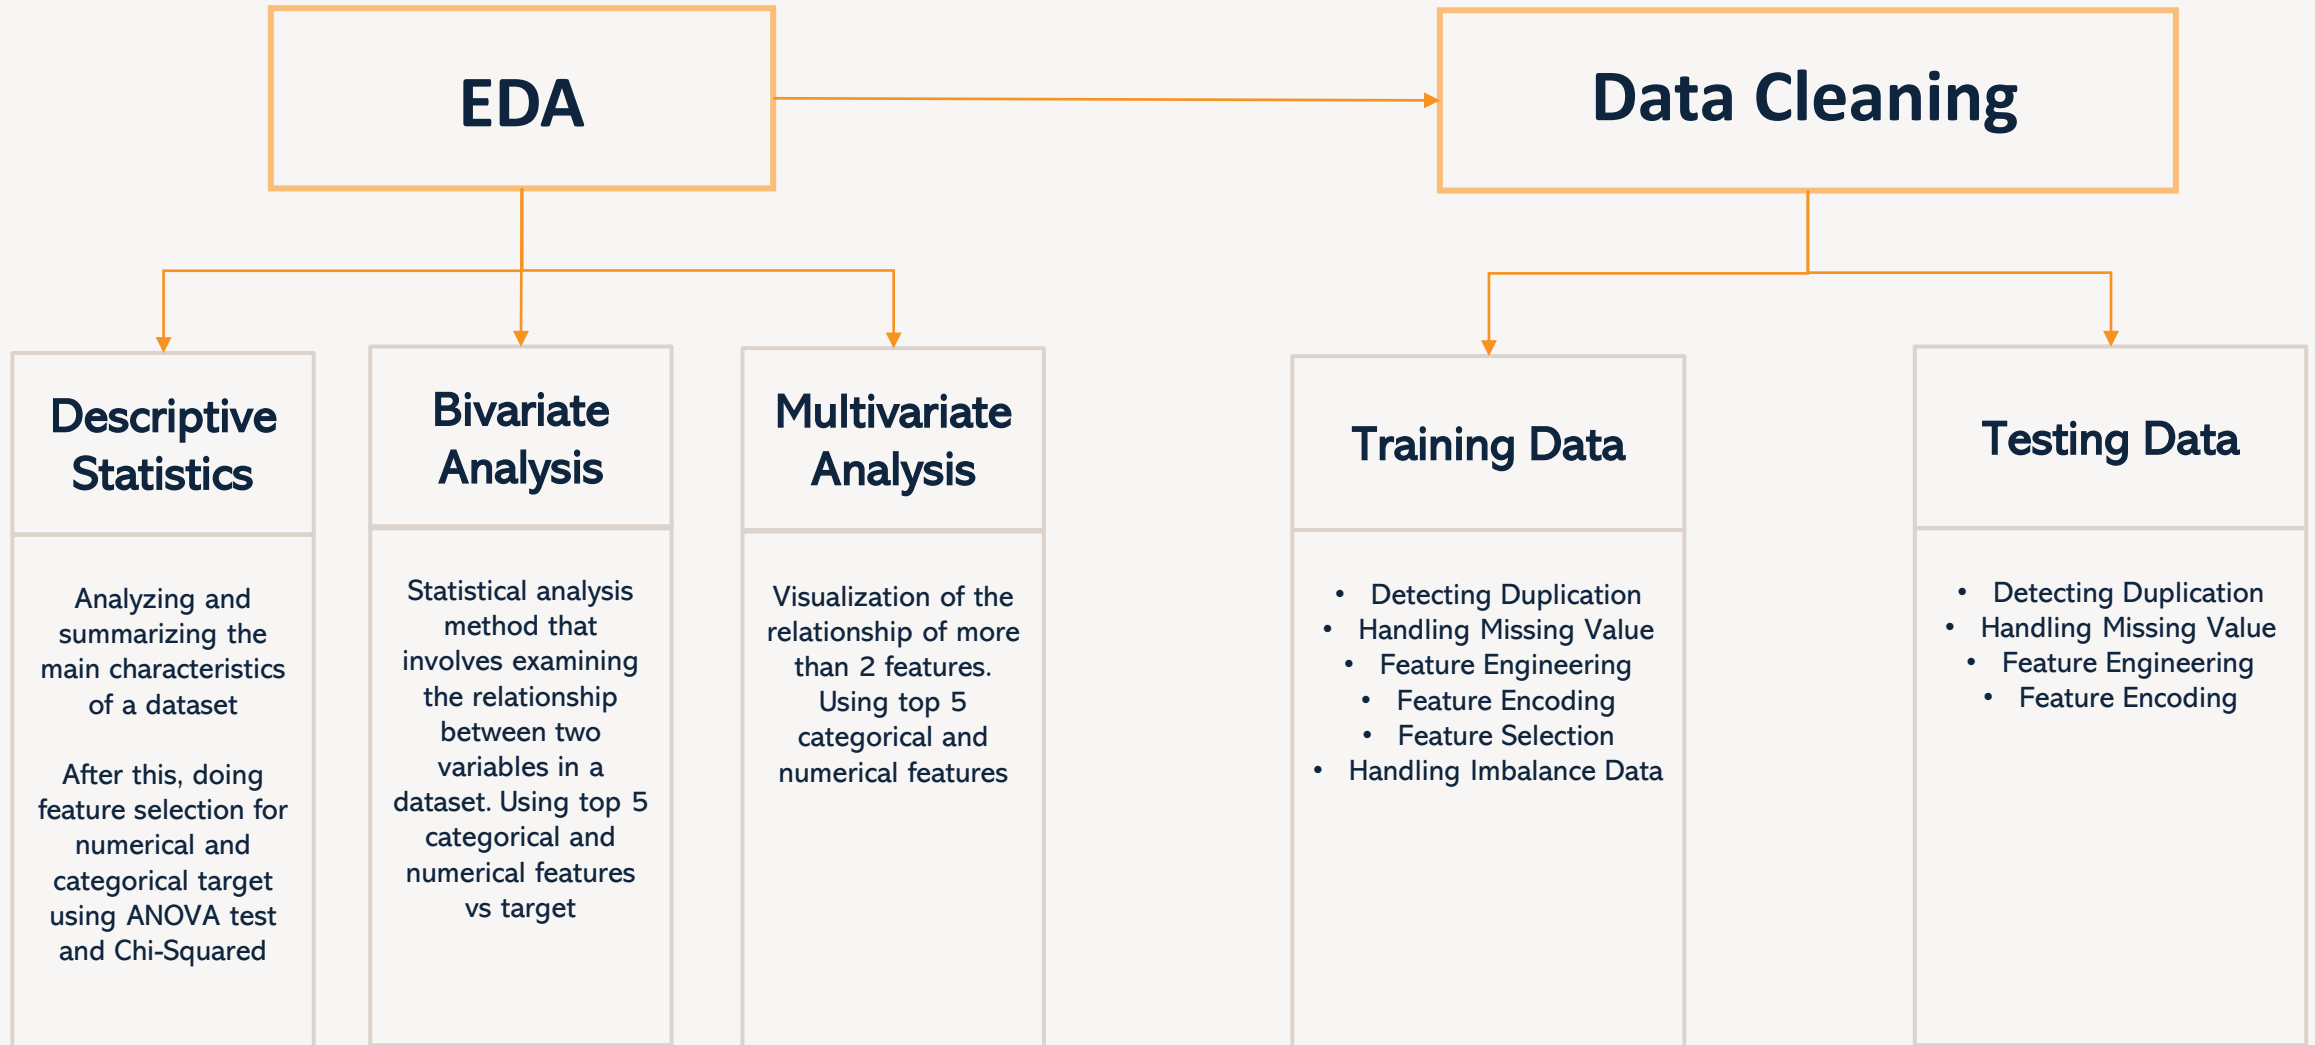 EDA
Data Cleaning
Descriptive
Statistics
Analyzing and
summarizing the
main characteristics
of a dataset
After this, doing
feature selection for
numerical and
categorical target
using ANOVA test
and Chi-Squared
Bivariate
Analysis
Statistical analysis
method that
involves examining
the relationship
between two
variables in a
dataset. Using top 5
categorical and
numerical features
vs target
Multivariate
Analysis
Visualization of the
relationship of more
than 2 features.
Using top 5
categorical and
numerical features
Training Data
• Detecting Duplication
• Handling Missing Value
• Feature Engineering
• Feature Encoding
• Feature Selection
• Handling Imbalance Data
Testing Data
• Detecting Duplication
• Handling Missing Value
• Feature Engineering
• Feature Encoding